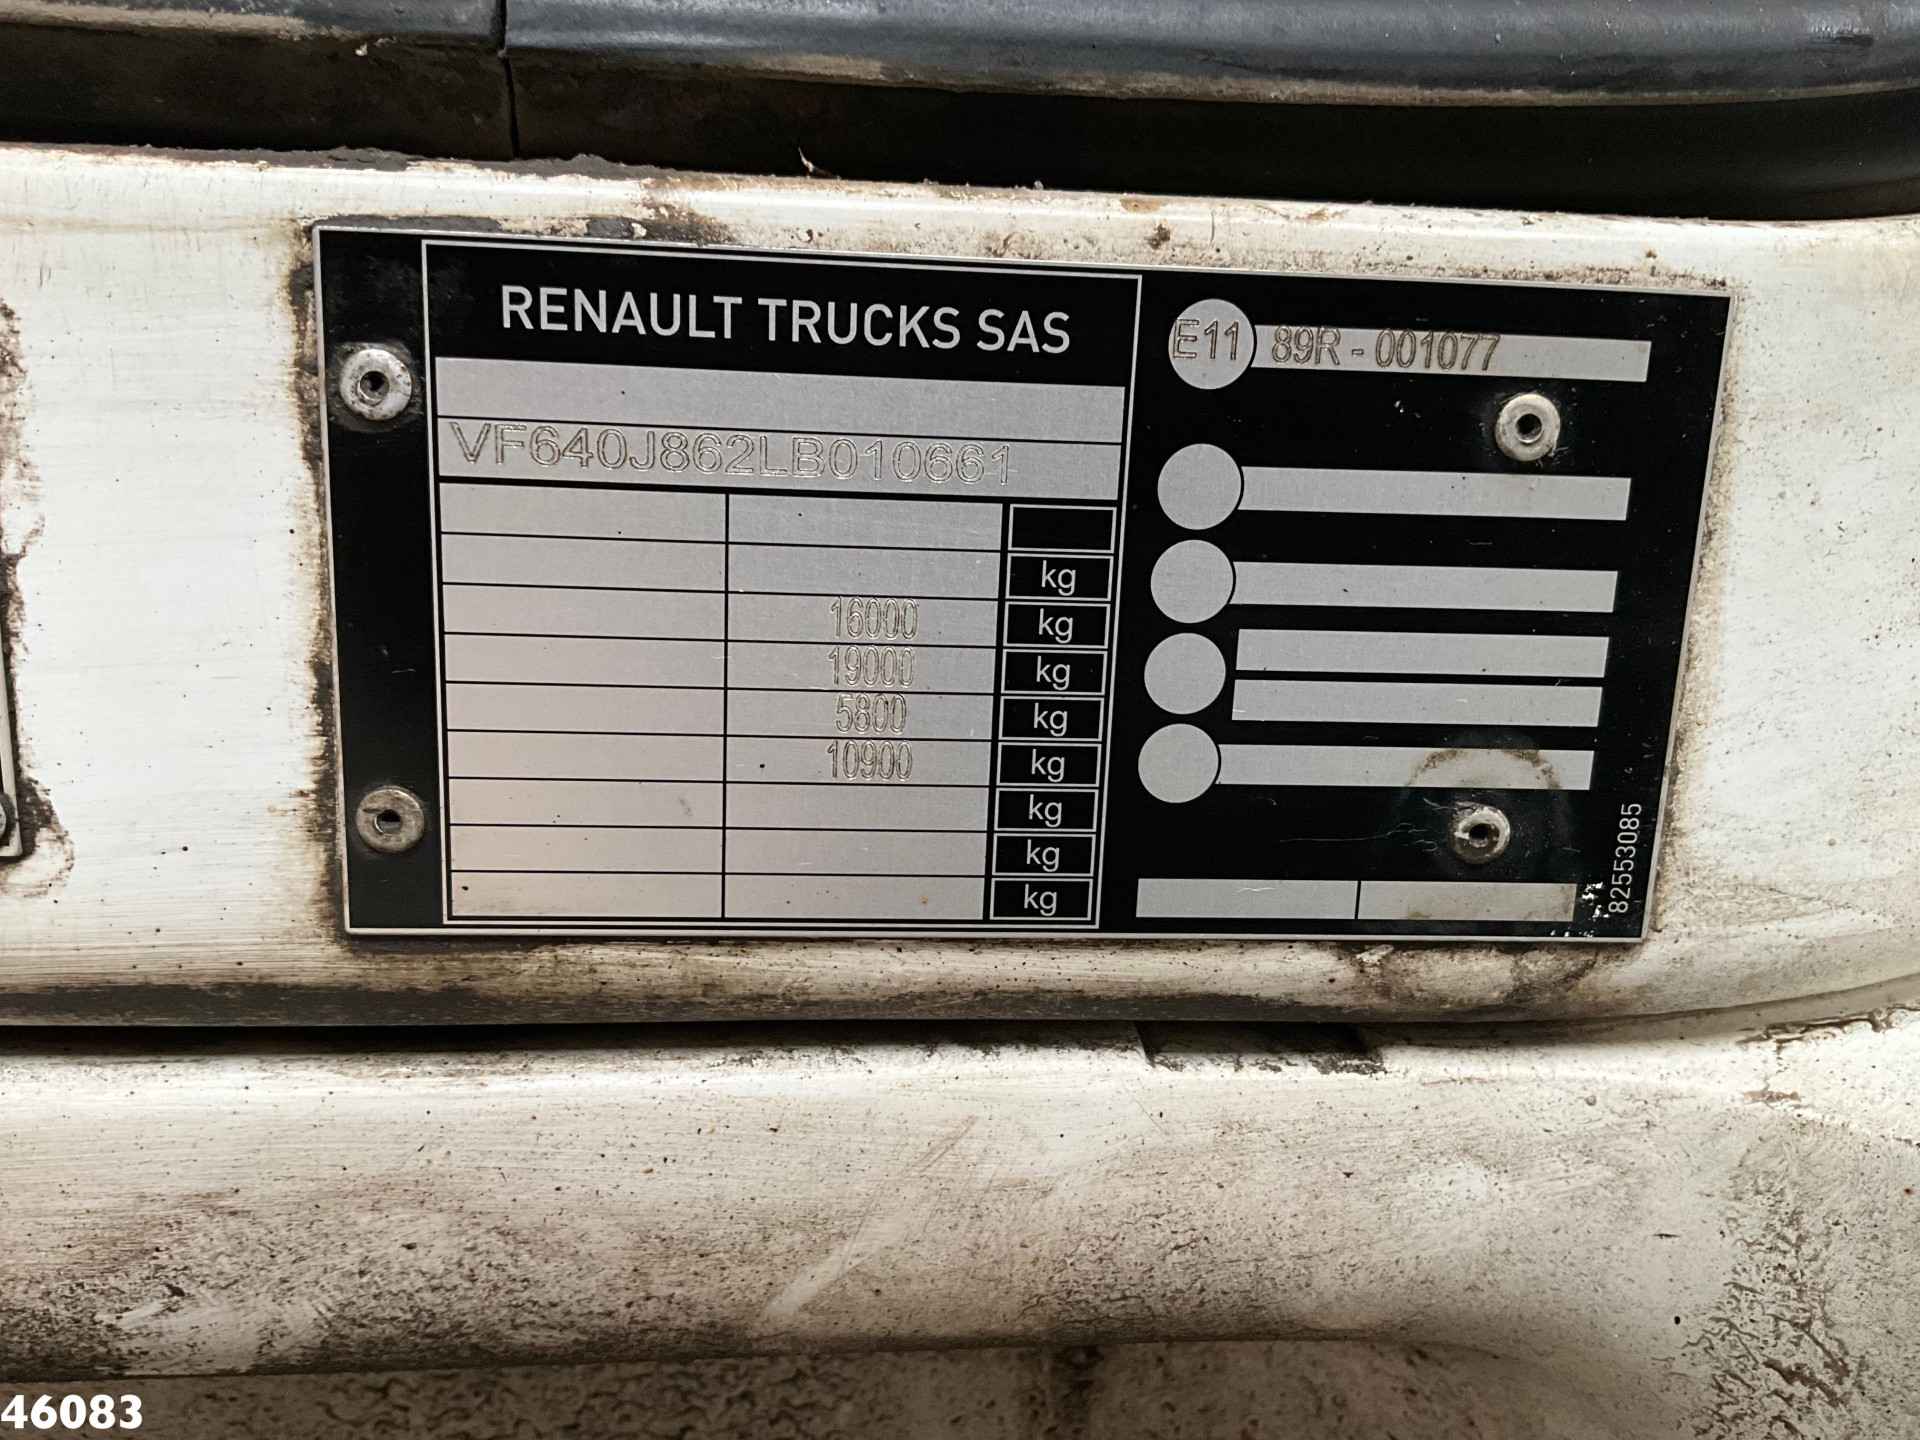 RENAULT TRUCKS SAS
VF640J862LB010661
kg
16000 kg
19000 kg
5800 kg
10900 kg
kg
kg
kg
E11 89R - 001077
82553085
46083